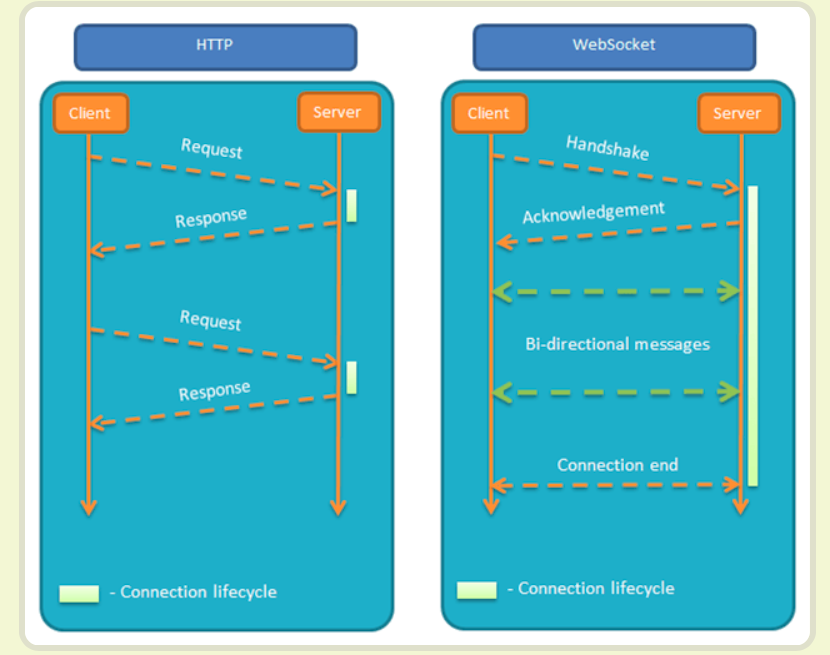 HTTP
Client
Server
Request
Response
Request
Response
- Connection lifecycle
WebSocket
Client
Server
Handshake
Acknowledgement
Bi-directional messages
Connection end
- Connection lifecycle